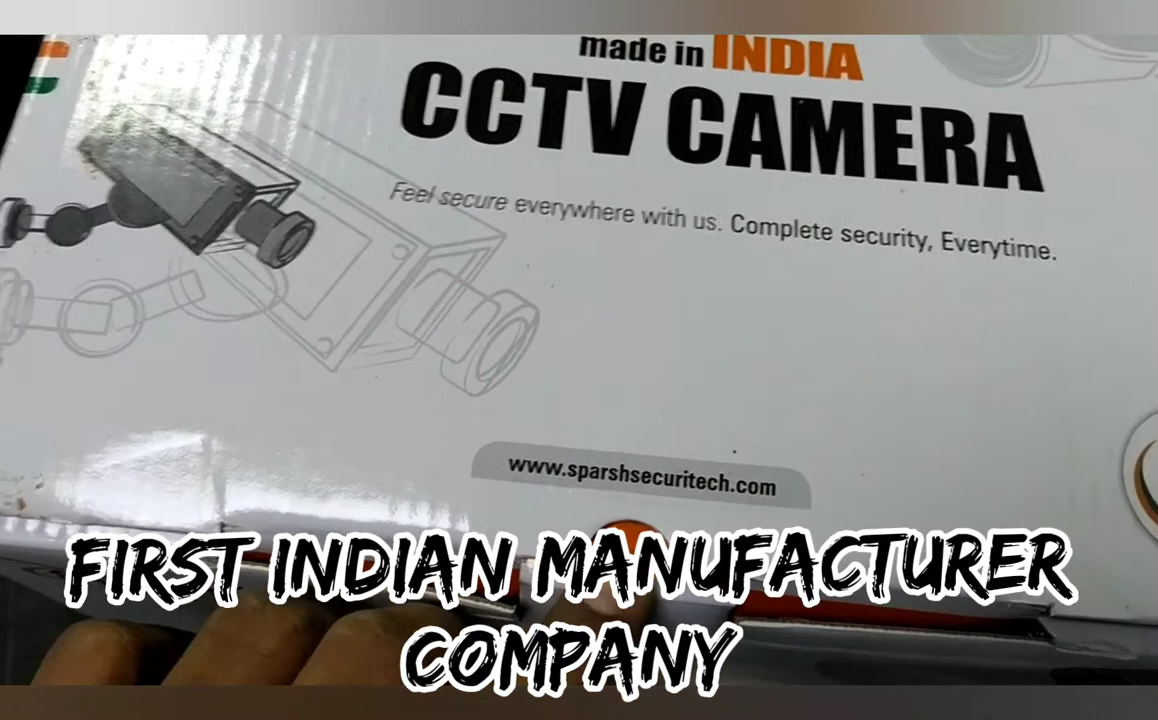 made in INDIA
CCTV CAMERA
Feel secure everywhere with us. Complete security, Everytime.
www.sparshsecuritech.com
FIRST INDIAN MANUFACTURER
COMPANY